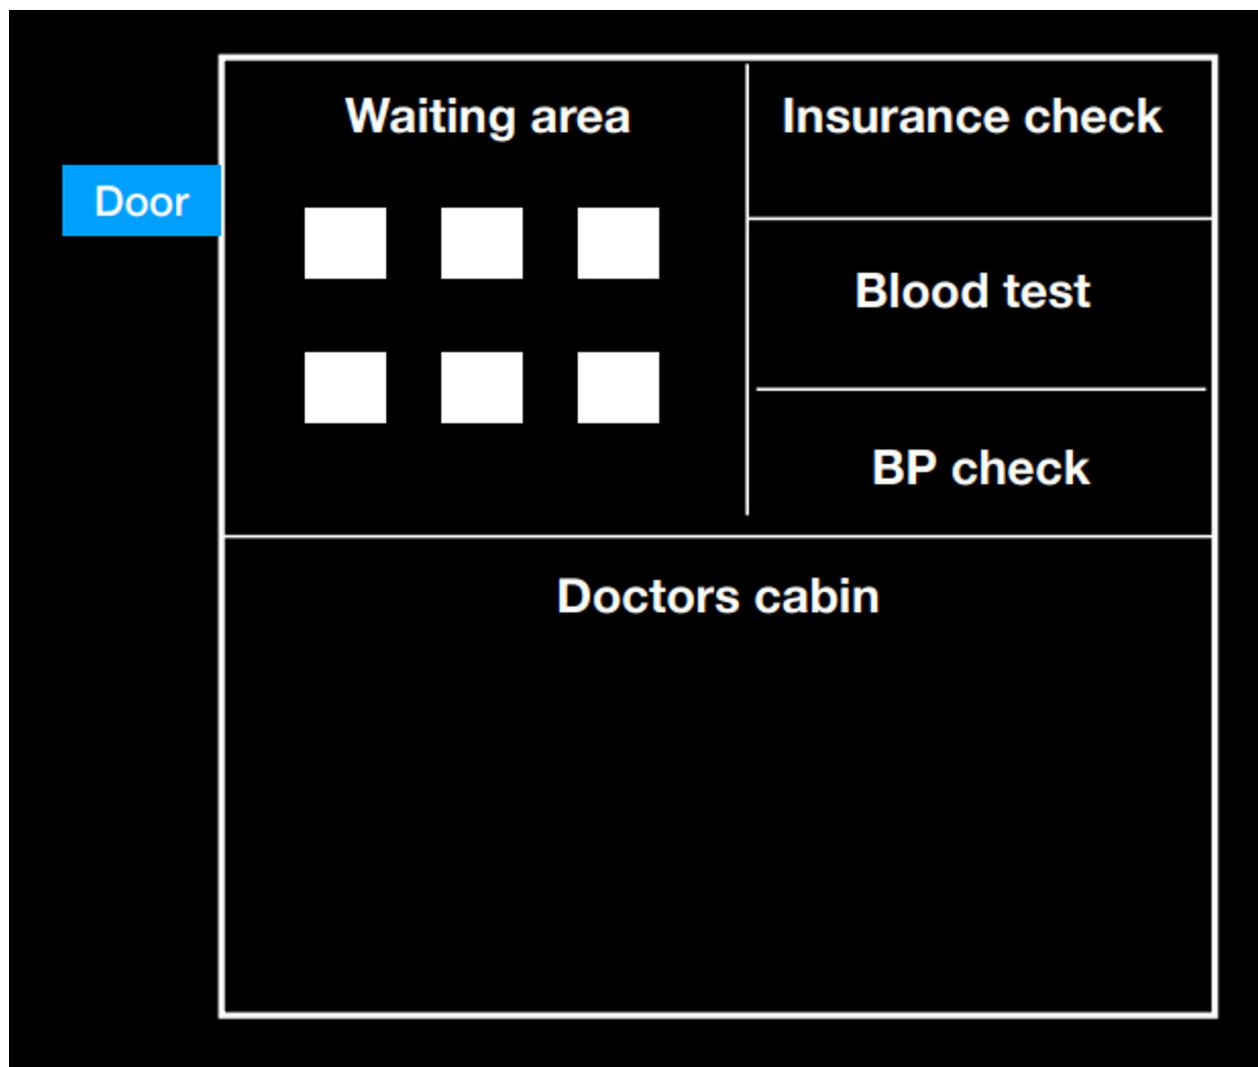 Waiting area
Insurance check
Door
Blood test
BP check
Doctors cabin